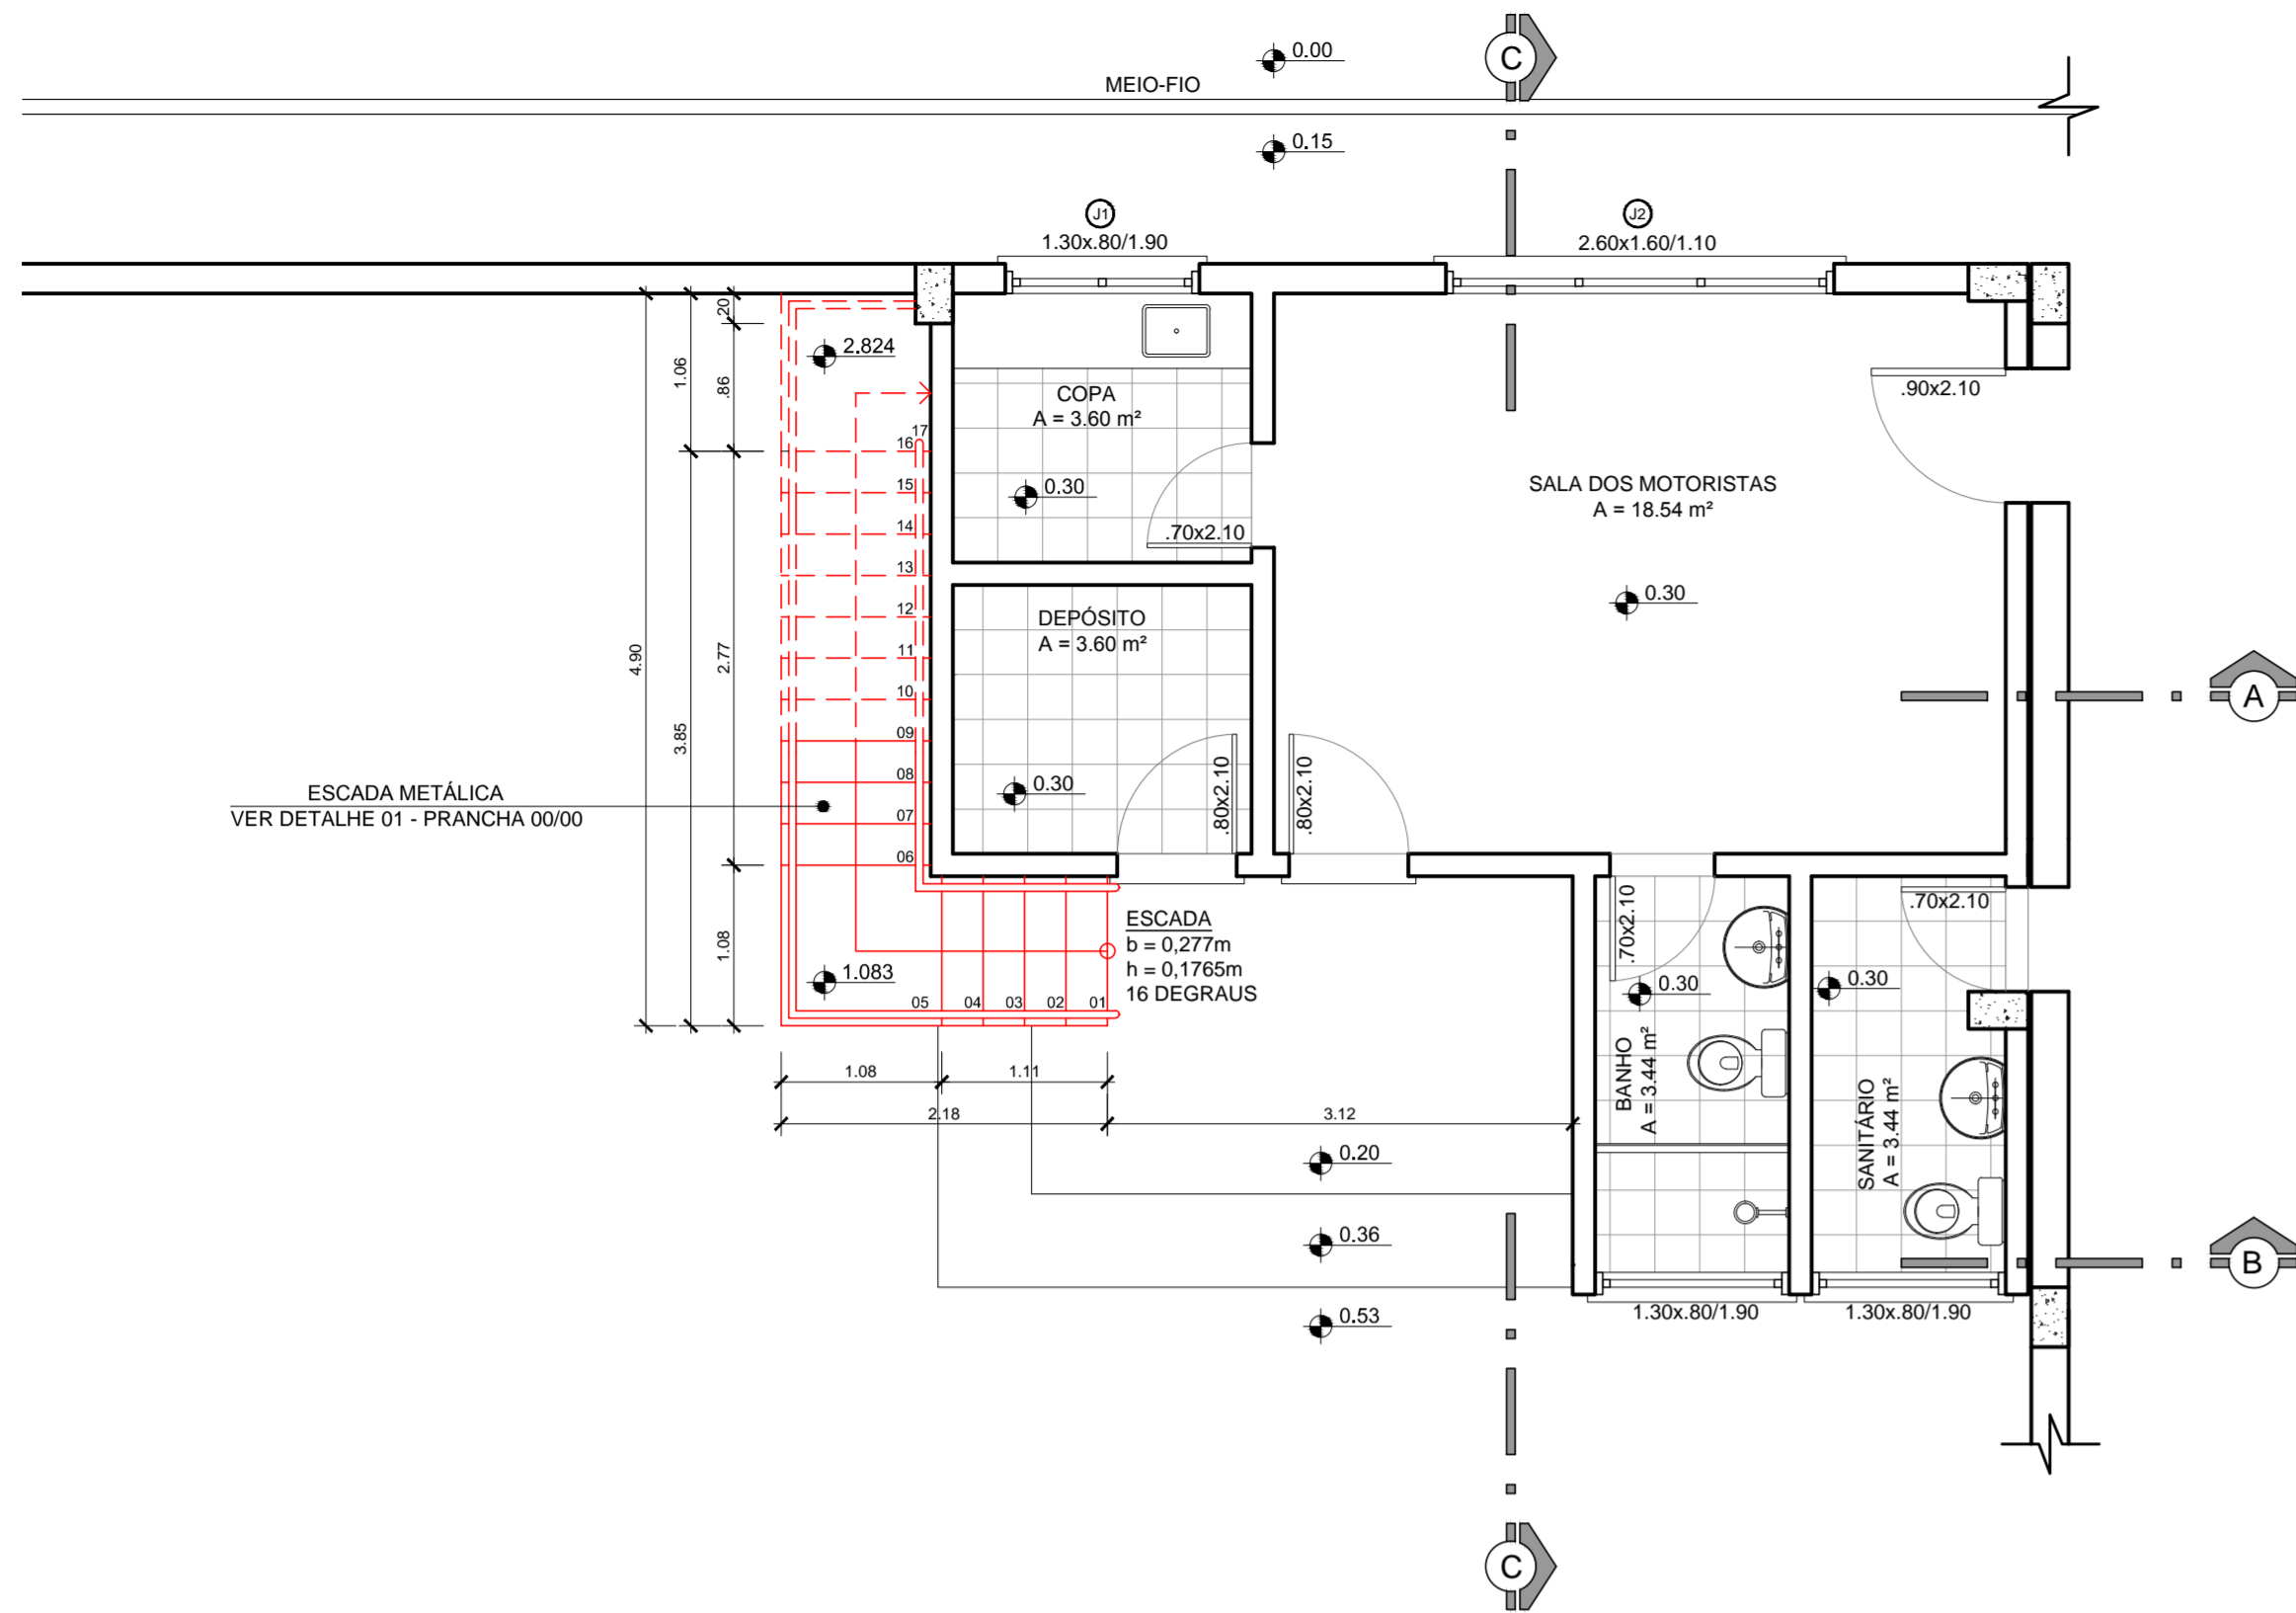 0.00
C
MEIO-FIO
0.15
J1
1.30x.80/1.90
J2
2.60x1.60/1.10
.20
1.06
.86
2.824
COPA
A = 3.60 m²
.90x2.10
17
16
15
14
13
12
11
10
09
08
07
06
0.30
.70x2.10
SALA DOS MOTORISTAS
A = 18.54 m²
0.30
DEPÓSITO
A = 3.60 m²
4.90
2.77
3.85
A
0.30
.80x2.10
.80x2.10
ESCADA METÁLICA
VER DETALHE 01 - PRANCHA 00/00
1.08
1.083
05
04
03
02
01
ESCADA
b = 0,277m
h = 0,1765m
16 DEGRAUS
.70x2.10
0.30
BANHO
A = 3.44 m²
.70x2.10
0.30
SANITÁRIO
A = 3.44 m²
1.08
1.11
2.18
3.12
0.20
0.36
0.53
B
1.30x.80/1.90
1.30x.80/1.90
C